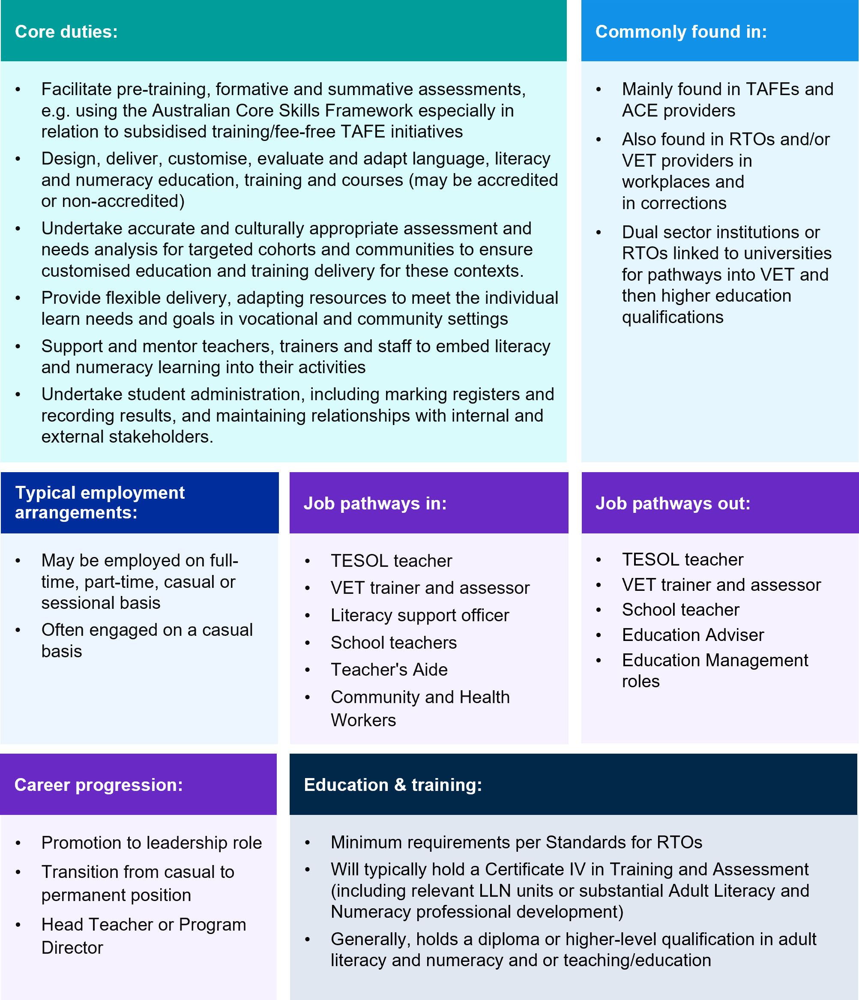 Core duties:
• Facilitate pre-training, formative and summative assessments,
e.g. using the Australian Core Skills Framework especially in
relation to subsidised training/fee-free TAFE initiatives
• Design, deliver, customise, evaluate and adapt language, literacy
and numeracy education, training and courses (may be accredited
or non-accredited)
• Undertake accurate and culturally appropriate assessment and
needs analysis for targeted cohorts and communities to ensure
customised education and training delivery for these contexts.
• Provide flexible delivery, adapting resources to meet the individual
learn needs and goals in vocational and community settings
• Support and mentor teachers, trainers and staff to embed literacy
and numeracy learning into their activities
• Undertake student administration, including marking registers and
recording results, and maintaining relationships with internal and
external stakeholders.
Commonly found in:
• Mainly found in TAFEs and
ACE providers
• Also found in RTOs and/or
VET providers in
workplaces and
in corrections
• Dual sector institutions or
RTOs linked to universities
for pathways into VET and
then higher education
qualifications
Typical employment
arrangements:
• May be employed on full-
time, part-time, casual or
sessional basis
• Often engaged on a casual
basis
Job pathways in:
• TESOL teacher
• VET trainer and assessor
• Literacy support officer
• School teachers
• Teacher's Aide
• Community and Health
Workers
Job pathways out:
• TESOL teacher
• VET trainer and assessor
• School teacher
• Education Adviser
• Education Management
roles
Career progression:
• Promotion to leadership role
• Transition from casual to
permanent position
• Head Teacher or Program
Director
Education & training:
• Minimum requirements per Standards for RTOs
• Will typically hold a Certificate IV in Training and Assessment
(including relevant LLN units or substantial Adult Literacy and
Numeracy professional development)
• Generally, holds a diploma or higher-level qualification in adult
literacy and numeracy and or teaching/education